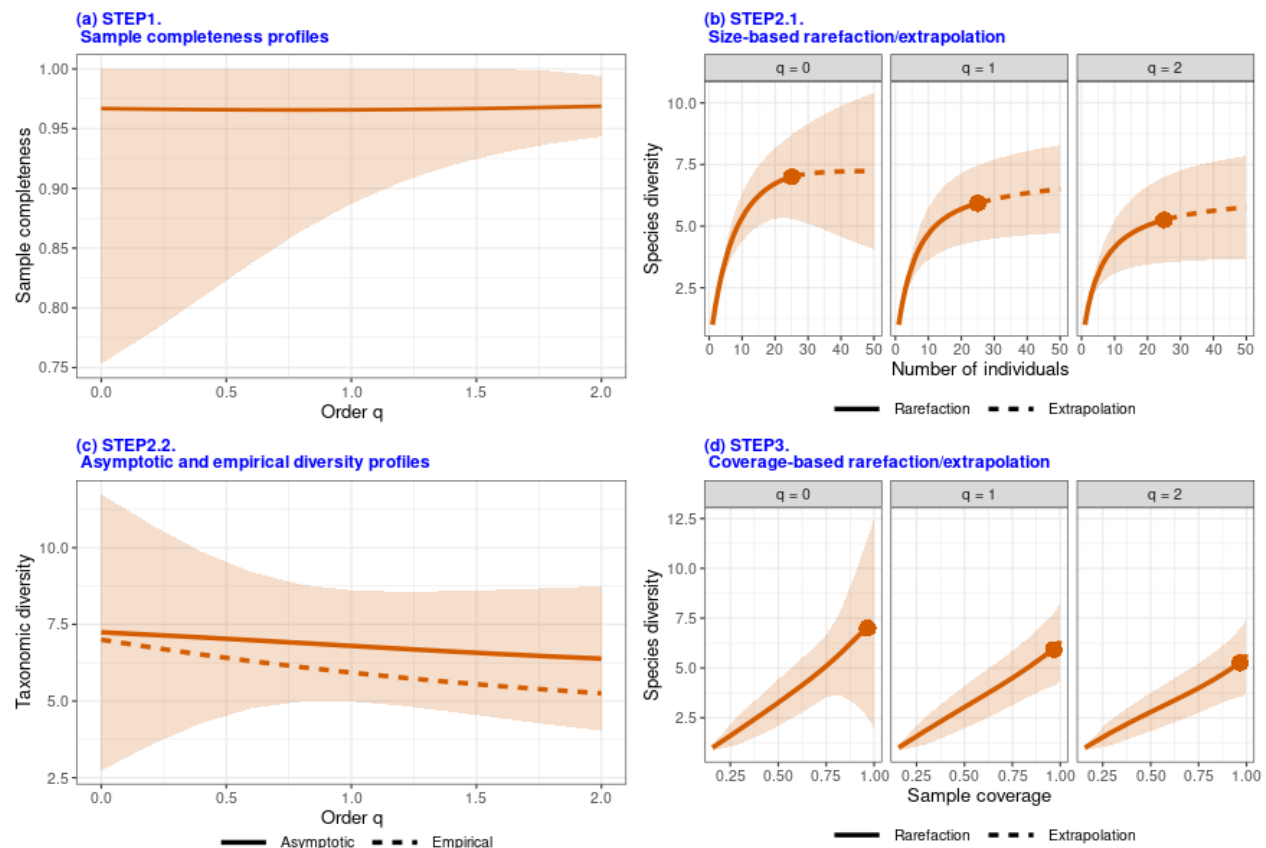 (a) STEP1.
Sample completeness profiles
1.00
0.95
0.90
0.85
0.80
0.75
Sample completeness
0.0 0.5 1.0 1.5 2.0
Order q
(b) STEP2.1.
Size-based rarefaction/extrapolation
q = 0 q = 1 q = 2
10.0
7.5
5.0
2.5
Species diversity
0 10 20 30 40 50 0 10 20 30 40 50 0 10 20 30 40 50
Number of individuals
Rarefaction Extrapolation
(c) STEP2.2.
Asymptotic and empirical diversity profiles
10.0
7.5
5.0
2.5
Taxonomic diversity
0.0 0.5 1.0 1.5 2.0
Order q
Asymptotic Empirical
(d) STEP3.
Coverage-based rarefaction/extrapolation
q = 0 q = 1 q = 2
12.5
10.0
7.5
5.0
2.5
Species diversity
0.25 0.50 0.75 1.00 0.25 0.50 0.75 1.00 0.25 0.50 0.75 1.00
Sample coverage
Rarefaction Extrapolation